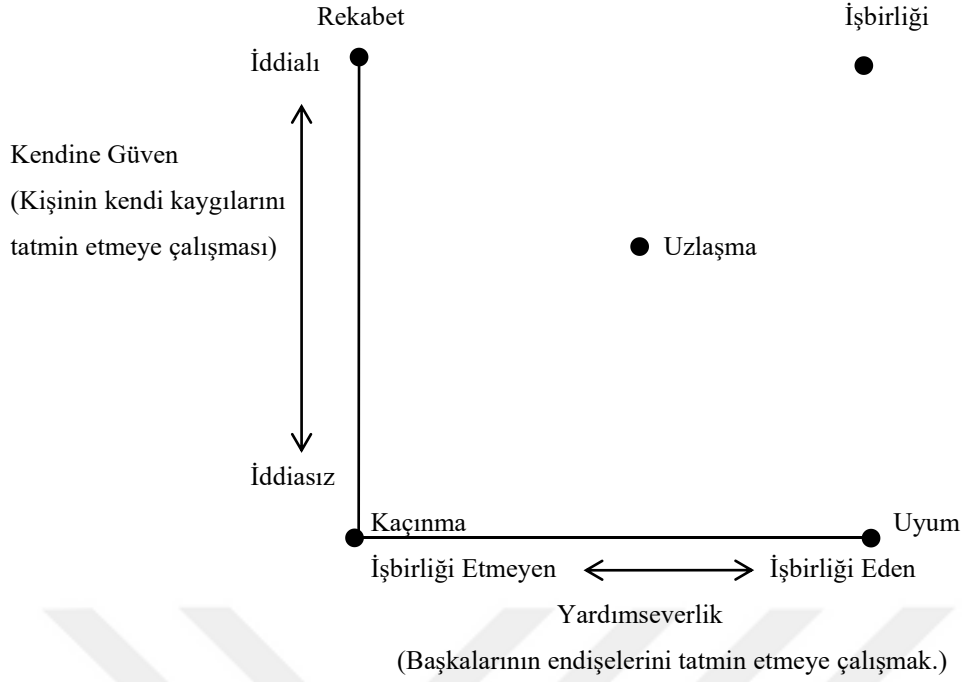 Rekabet
İşbirliği
İddialı
Kendine Güven
(Kişinin kendi kaygılarını
tatmin etmeye çalışması)
Uzlaşma
İddiasız
Kaçınma
Uyum
İşbirliği Etmeyen
İşbirliği Eden
Yardımseverlik
(Başkalarının endişelerini tatmin etmeye çalışmak.)